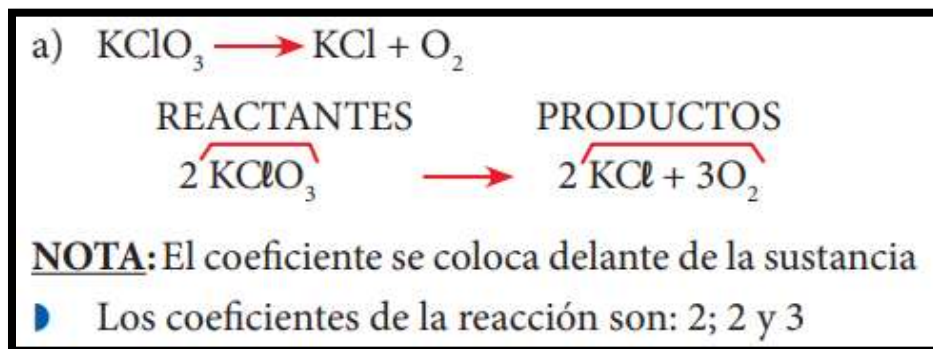 a) KClO₃ → KCl + O₂
REACTANTES PRODUCTOS
2 KCℓO₃ → 2 KCℓ + 3O₂
NOTA: El coeficiente se coloca delante de la sustancia
◗ Los coeficientes de la reacción son: 2; 2 y 3